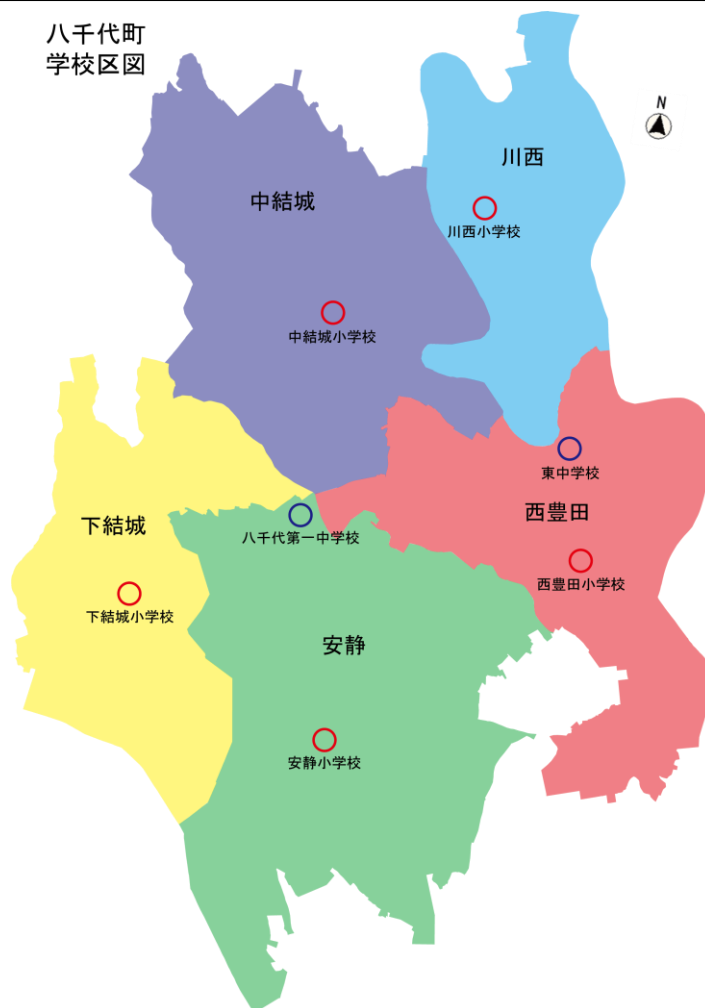 八千代町
学校区図
N
川西
川西小学校
中結城
中結城小学校
東中学校
西豊田
西豊田小学校
八千代第一中学校
下結城
下結城小学校
安静
安静小学校